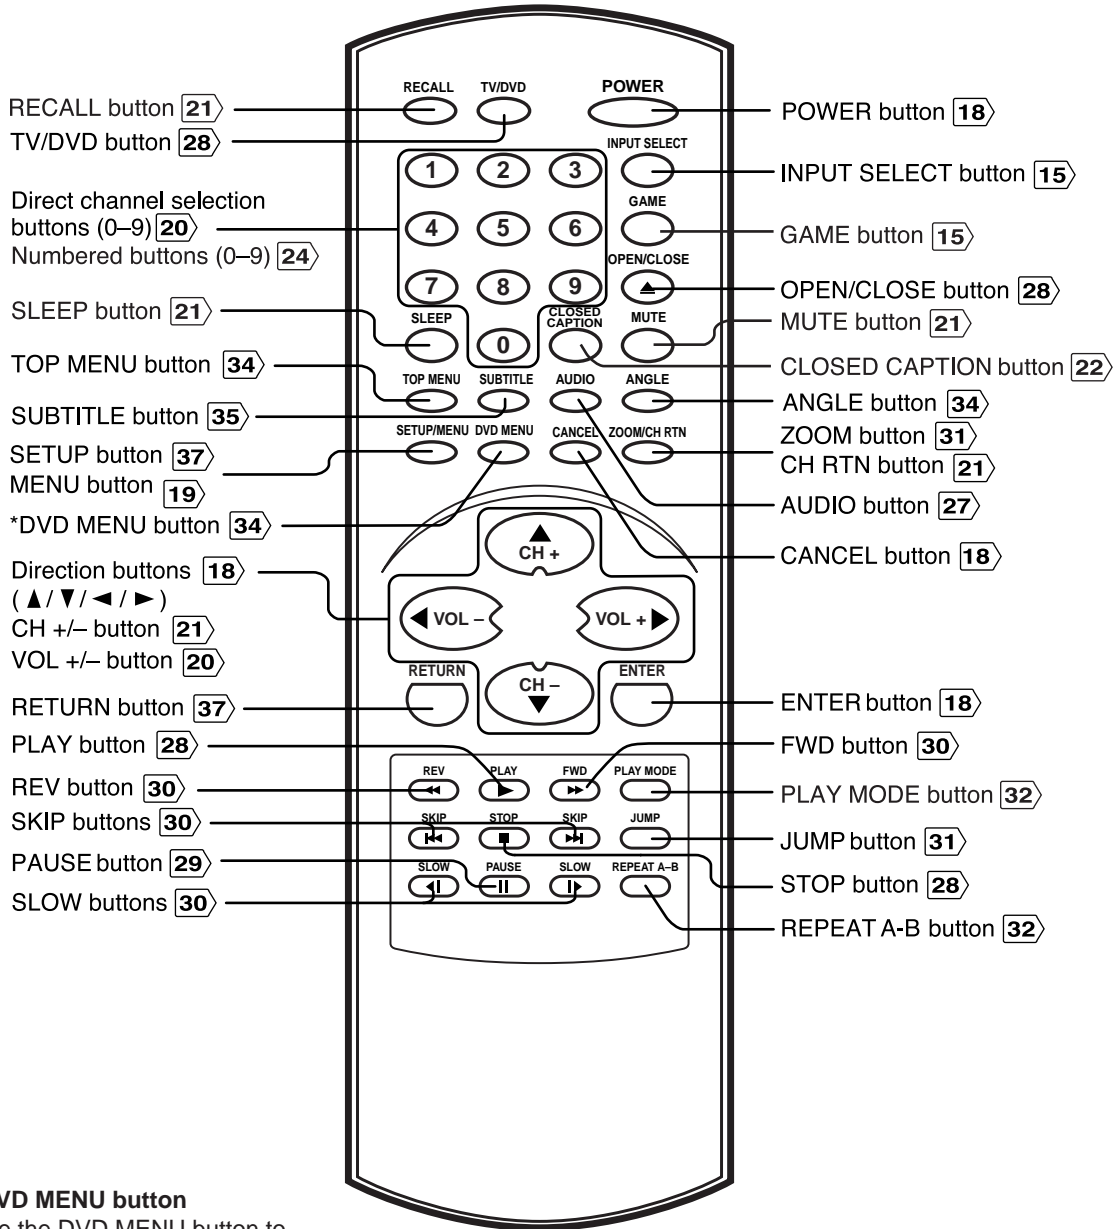 RECALL TV/DVD POWER
RECALL button 21
TV/DVD button 28
Direct channel selection
buttons (0–9) 20
Numbered buttons (0–9) 24
SLEEP button 21
TOP MENU button 34
SUBTITLE button 35
SETUP button 37
MENU button 19
*DVD MENU button 34
Direction buttons 18
(▲/▼/◄/►)
CH +/– button 21
VOL +/– button 20
RETURN button 37
PLAY button 28
REV button 30
SKIP buttons 30
PAUSE button 29
SLOW buttons 30
INPUT SELECT
1 2 3
GAME
4 5 6
OPEN/CLOSE
7 8 9
SLEEP CLOSED CAPTION MUTE
0
TOP MENU SUBTITLE AUDIO ANGLE
SETUP/MENU DVD MENU CANCEL ZOOM/CH RTN
▲
CH +
◄ VOL – VOL + ►
RETURN CH – ENTER
▼
REV PLAY FWD PLAY MODE
SKIP STOP SKIP JUMP
SLOW PAUSE SLOW REPEAT A–B
POWER button 18
INPUT SELECT button 15
GAME button 15
OPEN/CLOSE button 28
MUTE button 21
CLOSED CAPTION button 22
ANGLE button 34
ZOOM button 31
CH RTN button 21
AUDIO button 27
CANCEL button 18
ENTER button 18
FWD button 30
PLAY MODE button 32
JUMP button 31
STOP button 28
REPEAT A-B button 32
VD MENU button
the DVD MENU button to